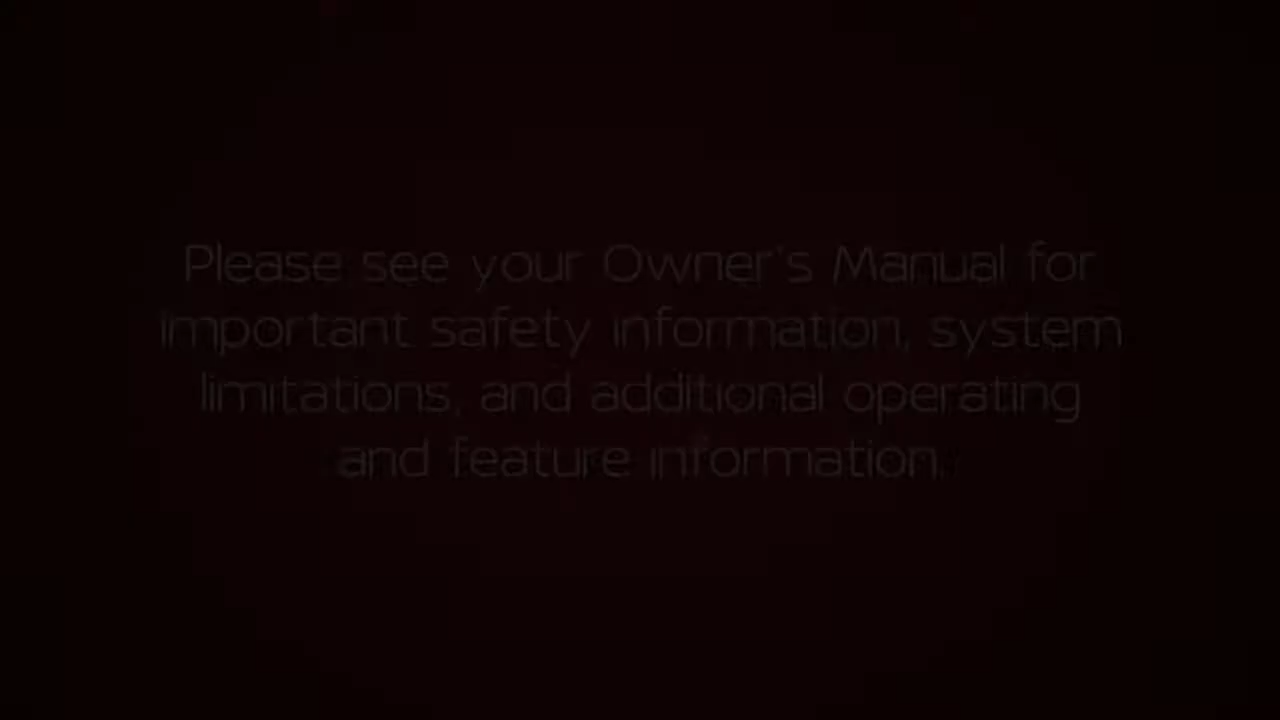 Please see your Owner's Manual for
important safety information, system
limitations, and additional operating
and feature information.